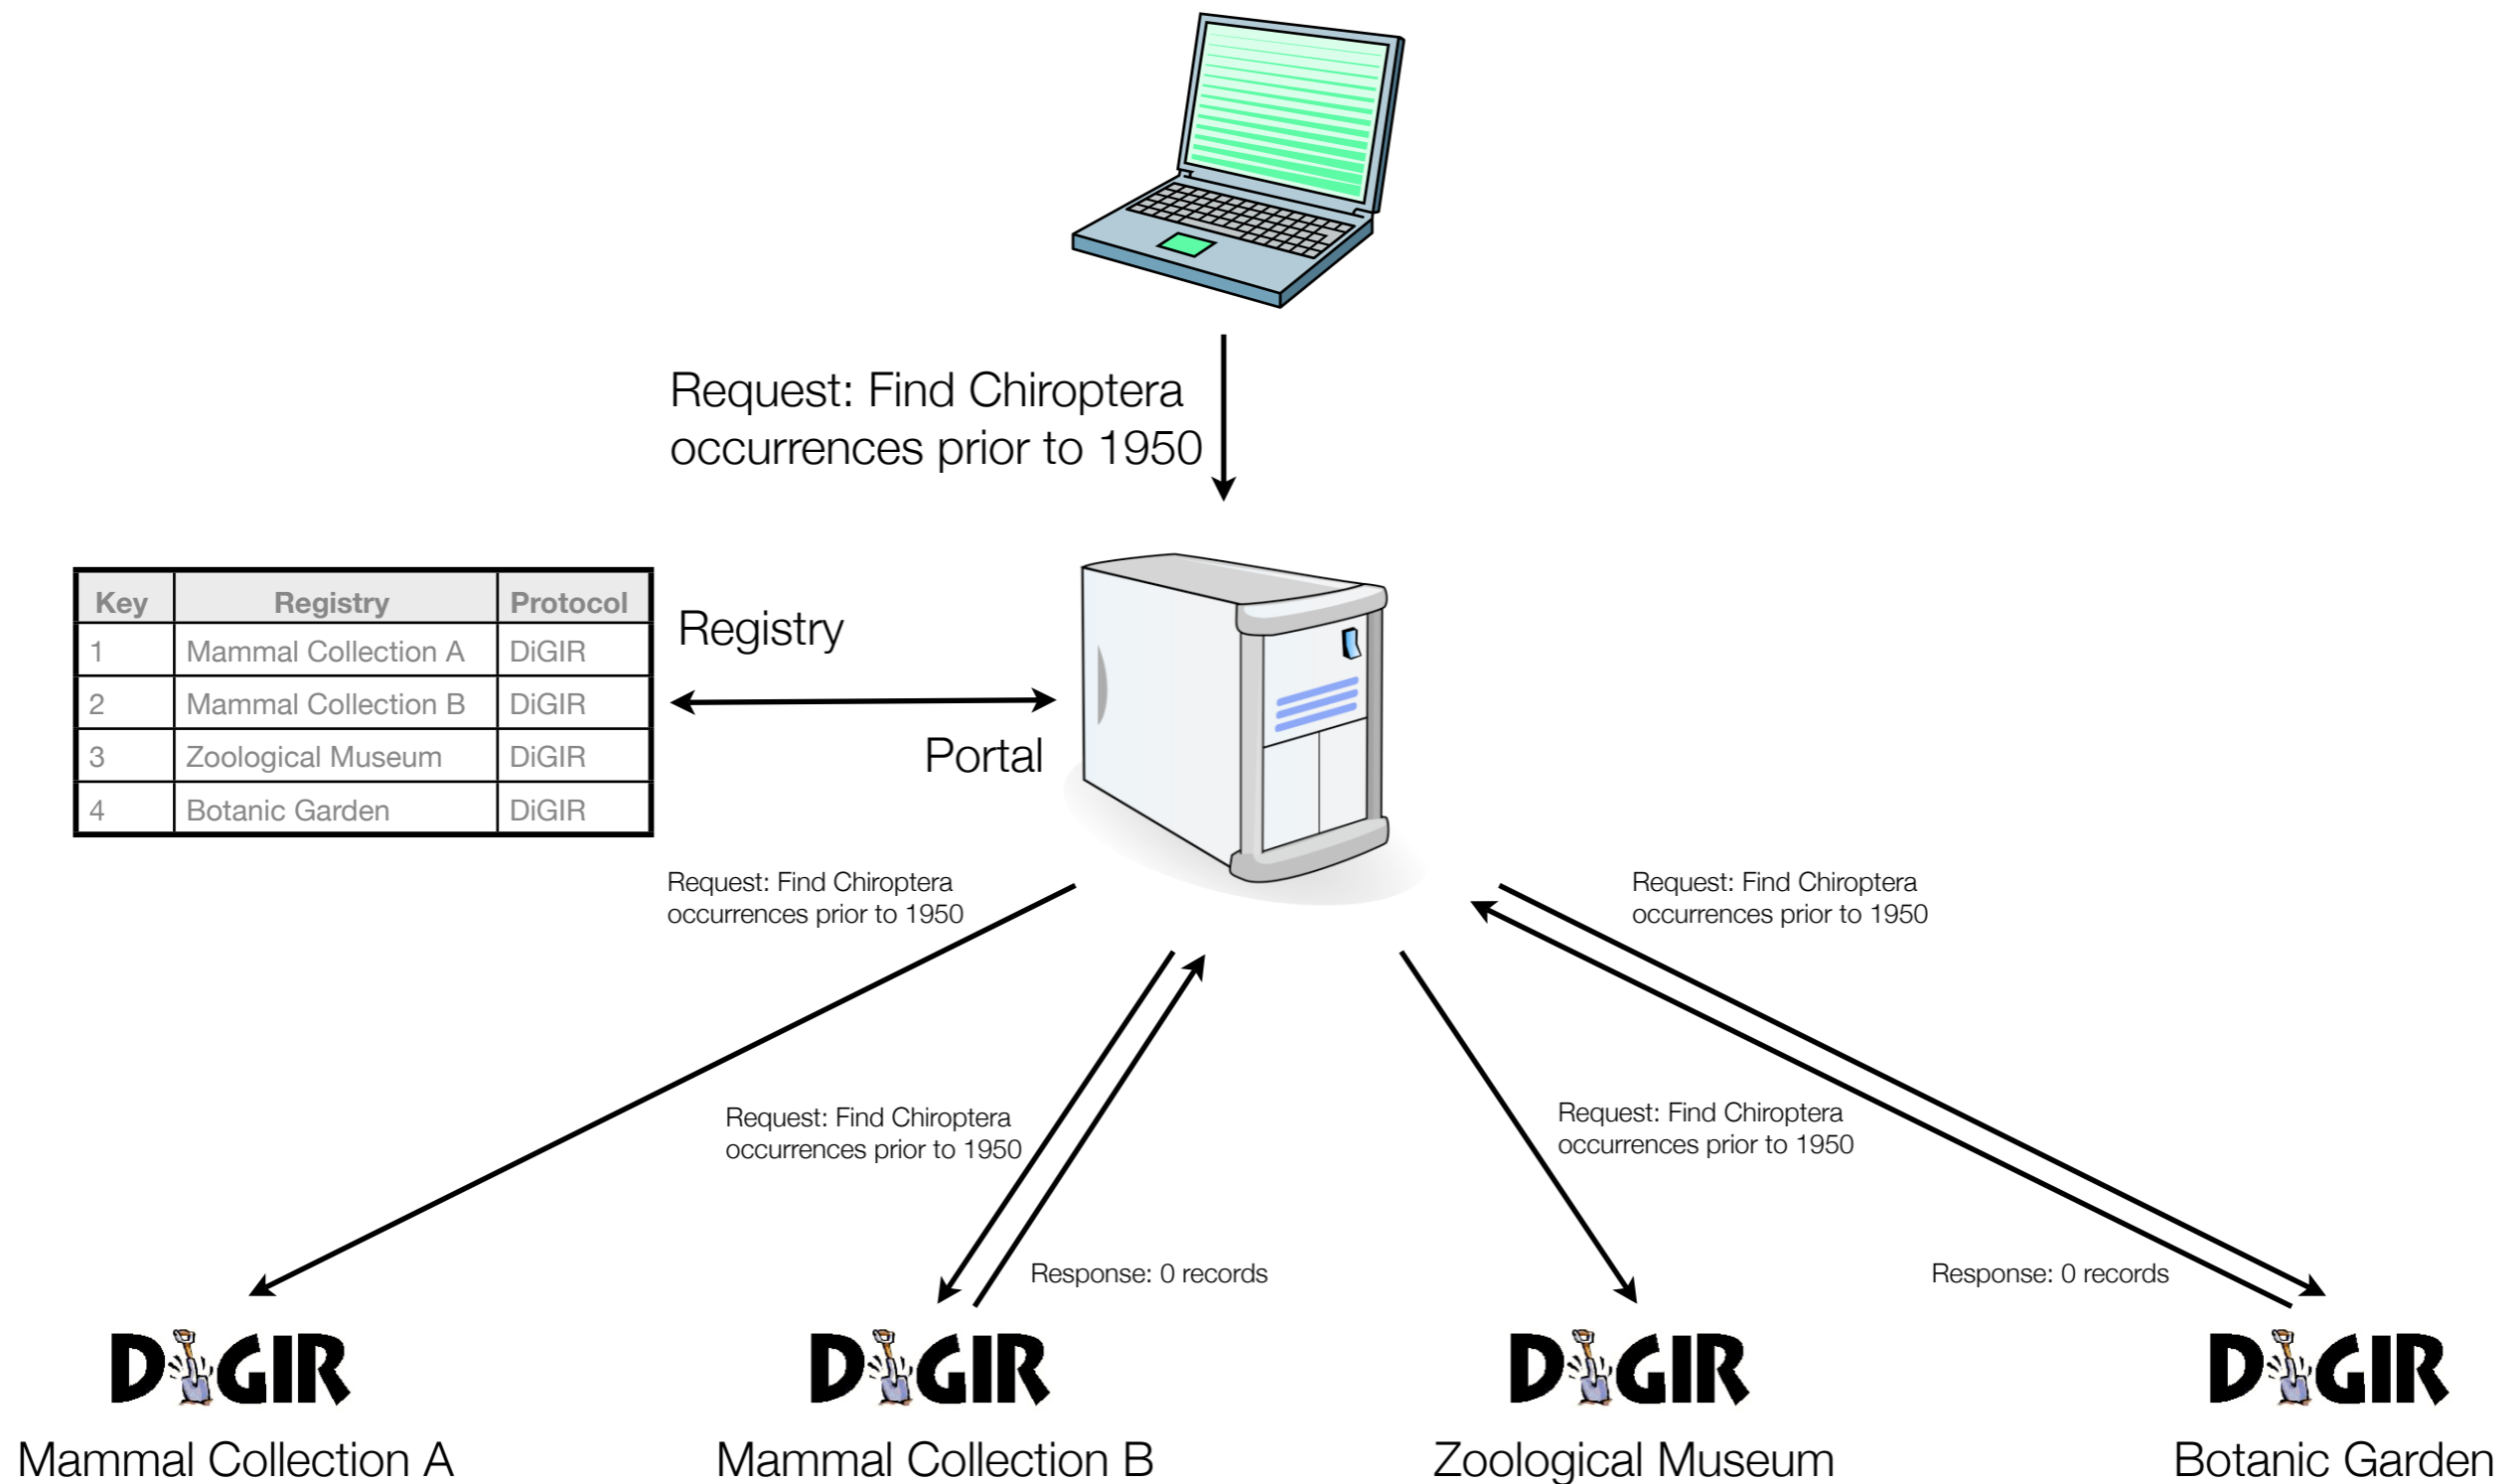 Request: Find Chiroptera
occurrences prior to 1950
Key Registry Protocol
1 Mammal Collection A DiGIR
2 Mammal Collection B DiGIR
3 Zoological Museum DiGIR
4 Botanic Garden DiGIR
Registry
Portal
Request: Find Chiroptera
occurrences prior to 1950
Request: Find Chiroptera
occurrences prior to 1950
Request: Find Chiroptera
occurrences prior to 1950
Request: Find Chiroptera
occurrences prior to 1950
Response: 0 records
Response: 0 records
DiGIR
DiGIR
DiGIR
DiGIR
Mammal Collection A
Mammal Collection B
Zoological Museum
Botanic Garden